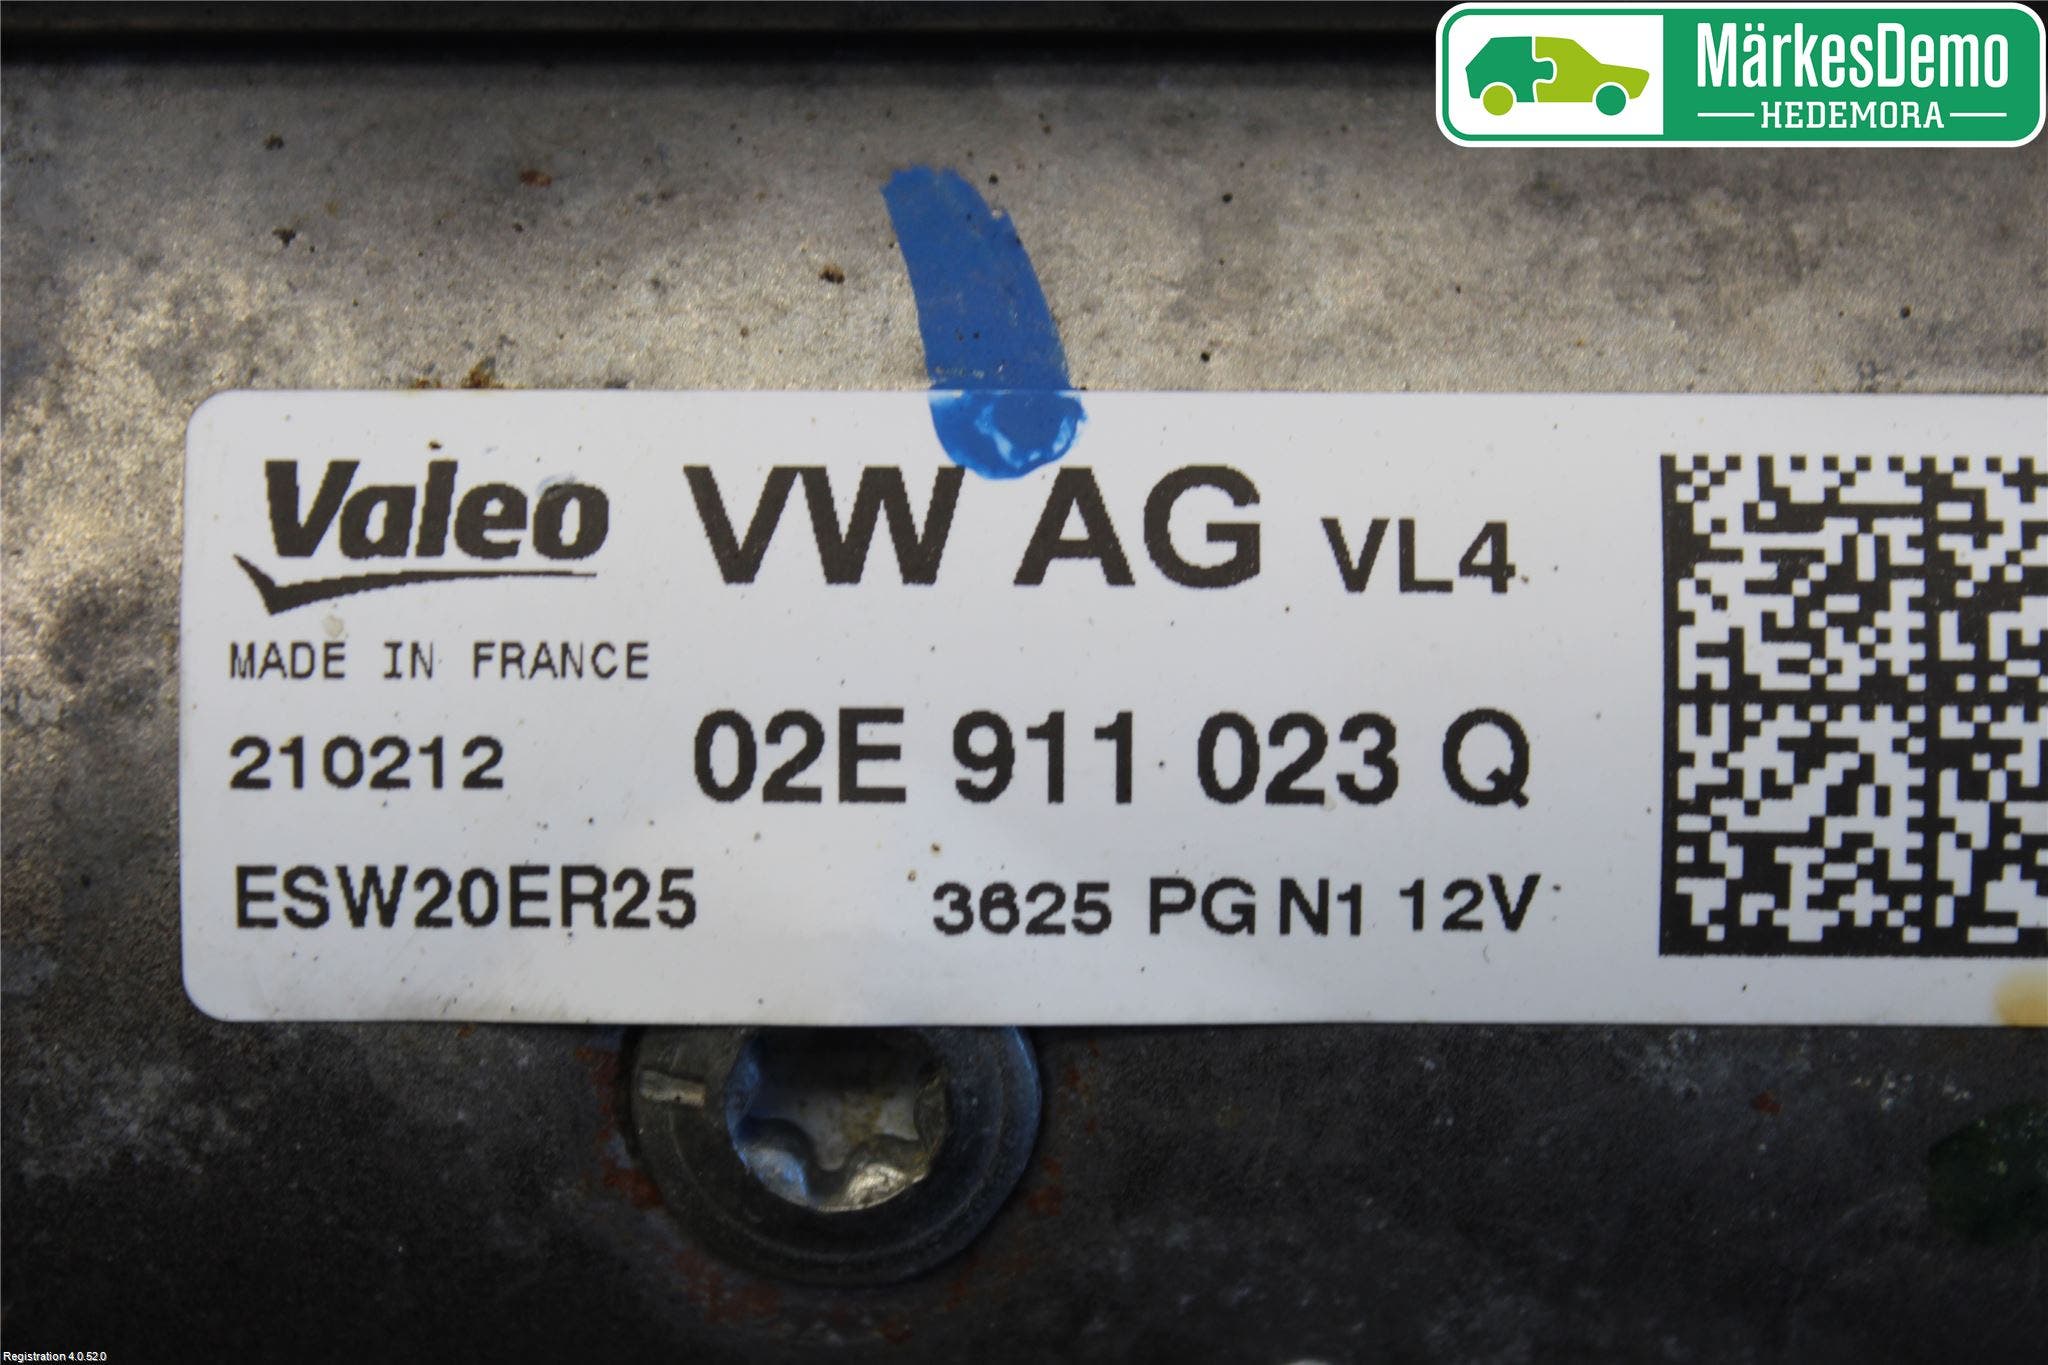 MärkesDemo
HEDEMORA
Valeo VW AG VL4
MADE IN FRANCE
210212 02E 911 023 Q
ESW20ER25 3625 PG N1 12V
Registration 4.0.52.0